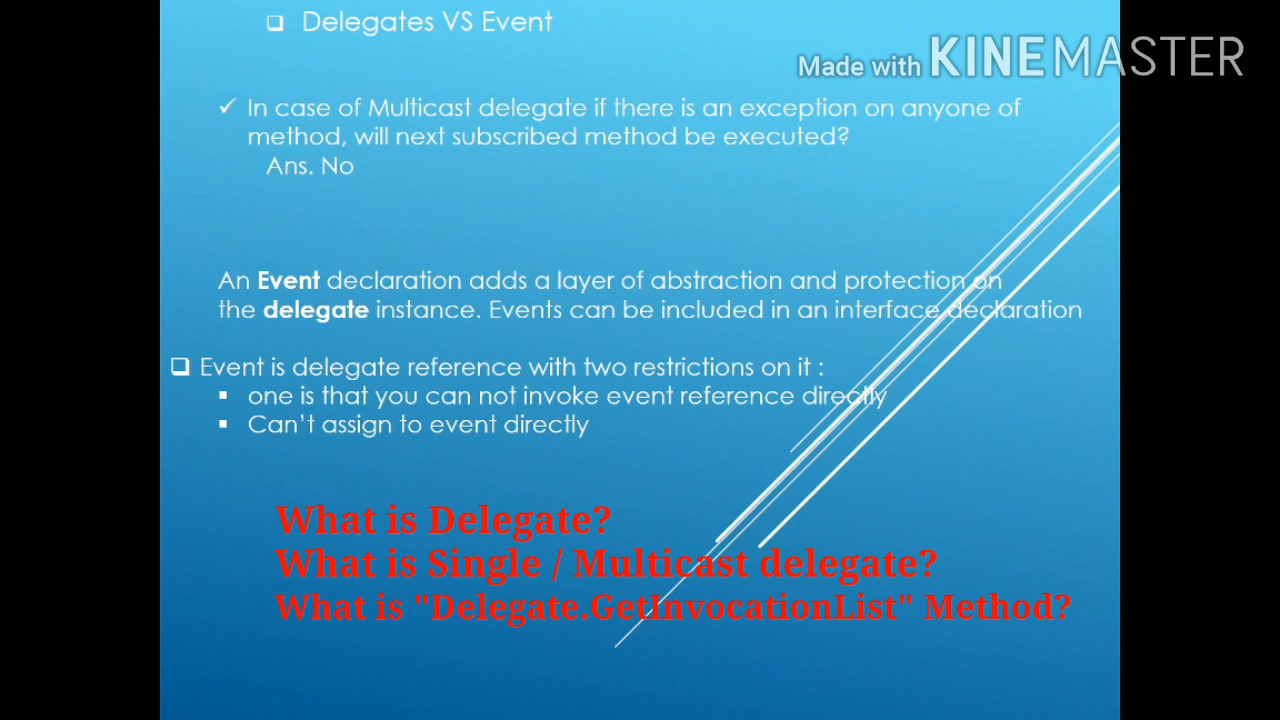 Delegates VS Event
Made with KINEMASTER
In case of Multicast delegate if there is an exception on anyone of
method, will next subscribed method be executed?
Ans. No
An Event declaration adds a layer of abstraction and protection on
the delegate instance. Events can be included in an interface declaration
Event is delegate reference with two restrictions on it :
one is that you can not invoke event reference directly
Can't assign to event directly
What is Delegate?
What is Single / Multicast delegate?
What is "Delegate.GetInvocationList" Method?